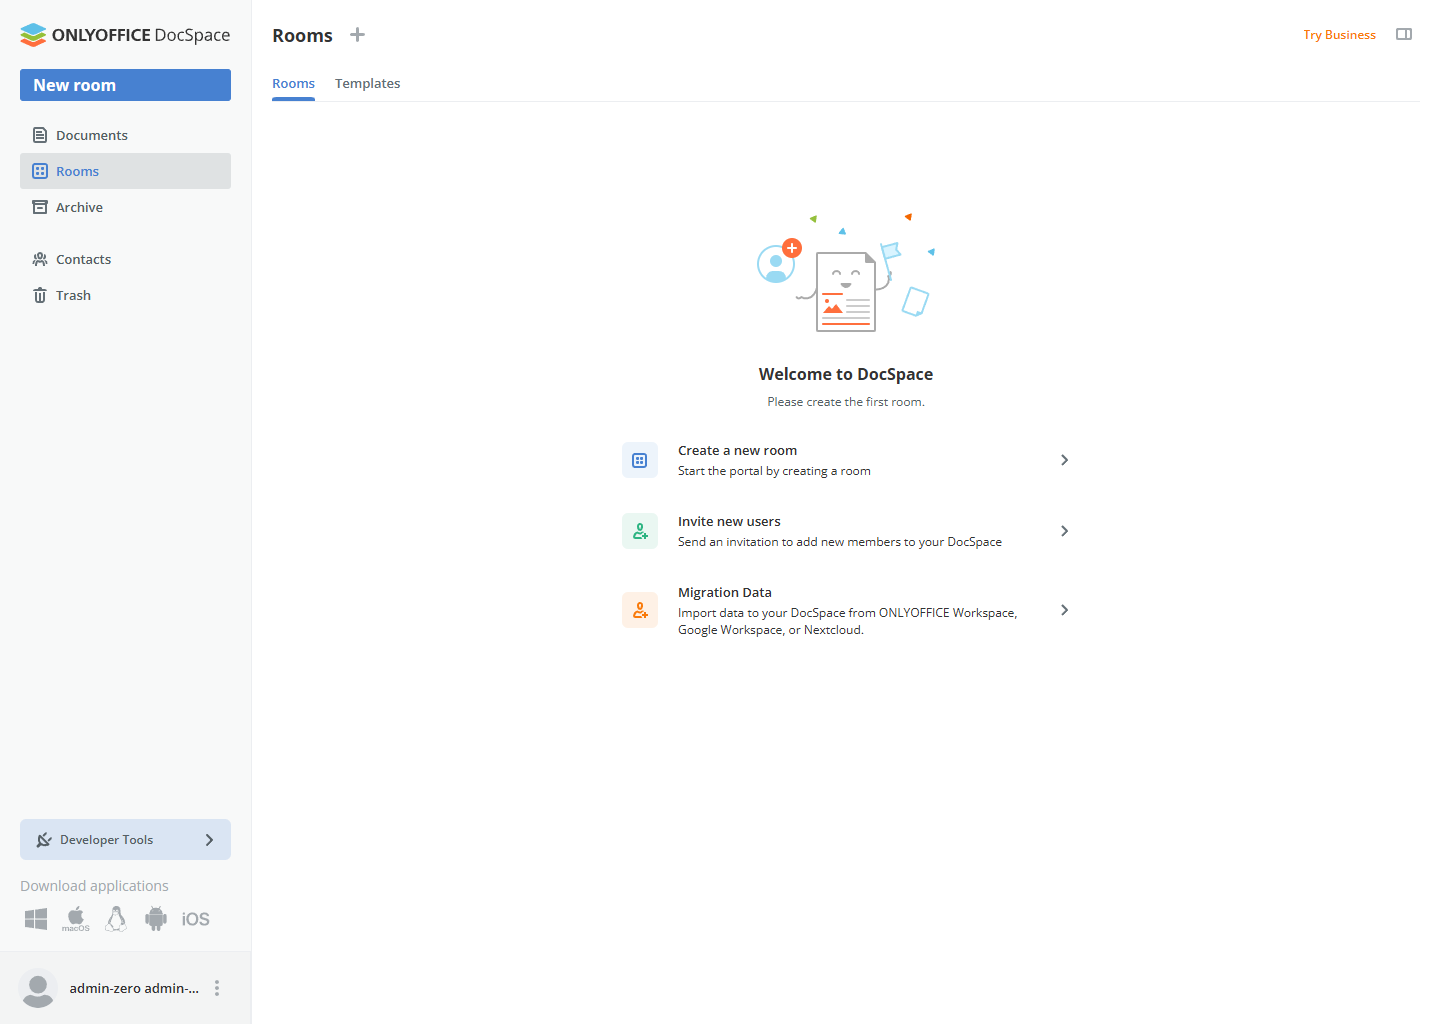 ONLYOFFICE DocSpace
New room
Documents
Rooms
Archive
Contacts
Trash
Developer Tools
Download applications
macOS
iOS
admin-zero admin-...
Rooms
Try Business
Rooms
Templates
Welcome to DocSpace
Please create the first room.
Create a new room
Start the portal by creating a room
Invite new users
Send an invitation to add new members to your DocSpace
Migration Data
Import data to your DocSpace from ONLYOFFICE Workspace,
Google Workspace, or Nextcloud.